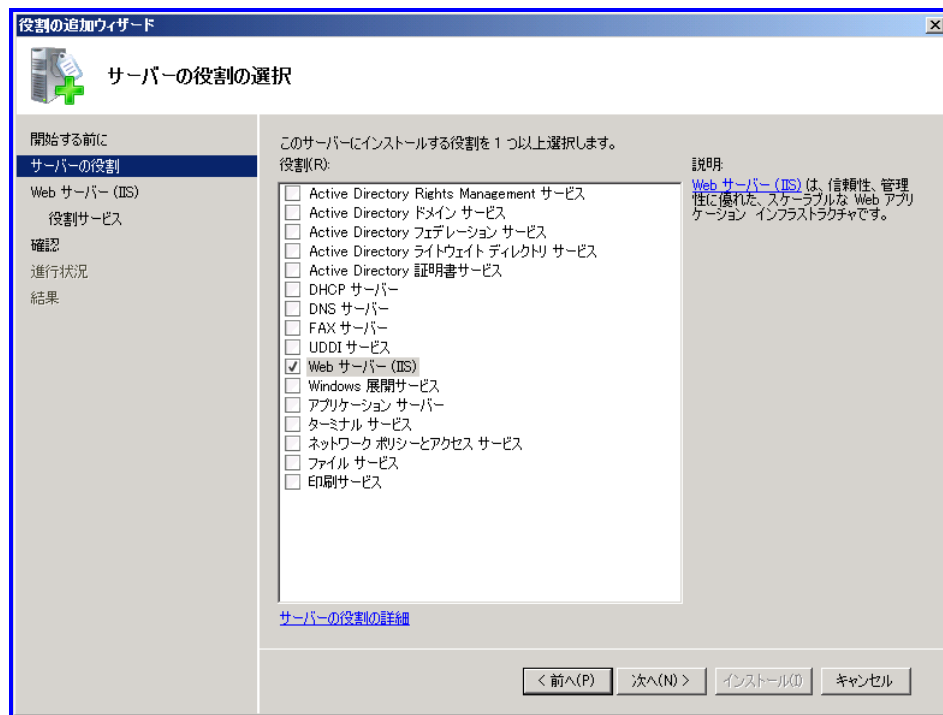 役割の追加ウィザード
サーバーの役割の選択
開始する前に
サーバーの役割
Web サーバー (IIS)
役割サービス
確認
進行状況
結果
このサーバーにインストールする役割を 1 つ以上選択します。
役割(R):
Active Directory Rights Management サービス
Active Directory ドメイン サービス
Active Directory フェデレーション サービス
Active Directory ライトウェイト ディレクトリ サービス
Active Directory 証明書サービス
DHCP サーバー
DNS サーバー
FAX サーバー
UDDI サービス
Web サーバー (IIS)
Windows 展開サービス
アプリケーション サーバー
ターミナル サービス
ネットワーク ポリシーとアクセス サービス
ファイル サービス
印刷サービス
サーバーの役割の詳細
説明:
Web サーバー (IIS) は、信頼性、管理
性に優れた、スケーラブルな Web アプリ
ケーション インフラストラクチャです。
< 前へ(P)
次へ(N) >
インストール(I)
キャンセル